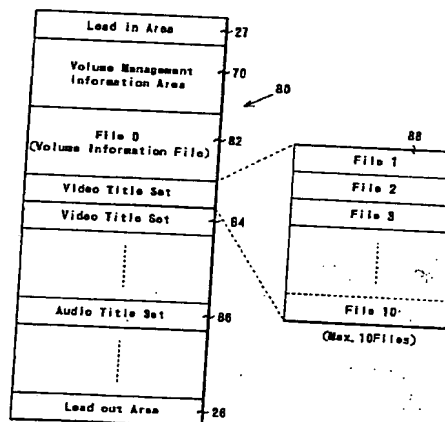 Lead in Area
27
Volume Management
Information Area
70
80
File 0
(Volume Information File)
82
Video Title Set
Video Title Set
84
Audio Title Set
86
Lead out Area
26
88
File 1
File 2
File 3
File 10
(Max. 10Files)